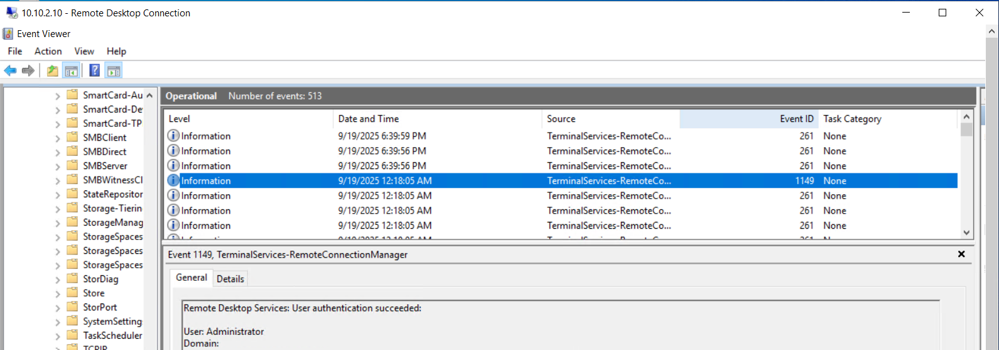 10.10.2.10 - Remote Desktop Connection
Event Viewer
File Action View Help
SmartCard-Au
SmartCard-De
SmartCard-TP
SMBClient
SMBDirect
SMBServer
SMBWitnessCl
StateRepositor
Storage-Tierin
StorageManag
StorageSpaces
StorageSpaces
StorageSpaces
StorDiag
Store
StorPort
SystemSetting
TaskScheduler
TCPIP
Operational Number of events: 513
Level Date and Time Source Event ID Task Category
Information 9/19/2025 6:39:59 PM TerminalServices-RemoteCo... 261 None
Information 9/19/2025 6:39:56 PM TerminalServices-RemoteCo... 261 None
Information 9/19/2025 6:39:56 PM TerminalServices-RemoteCo... 261 None
Information 9/19/2025 12:18:05 AM TerminalServices-RemoteCo... 1149 None
Information 9/19/2025 12:18:05 AM TerminalServices-RemoteCo... 261 None
Information 9/19/2025 12:18:05 AM TerminalServices-RemoteCo... 261 None
Information 9/19/2025 12:18:05 AM TerminalServices-RemoteCo... 261 None
Event 1149, TerminalServices-RemoteConnectionManager
General Details
Remote Desktop Services: User authentication succeeded:
User: Administrator
Domain: